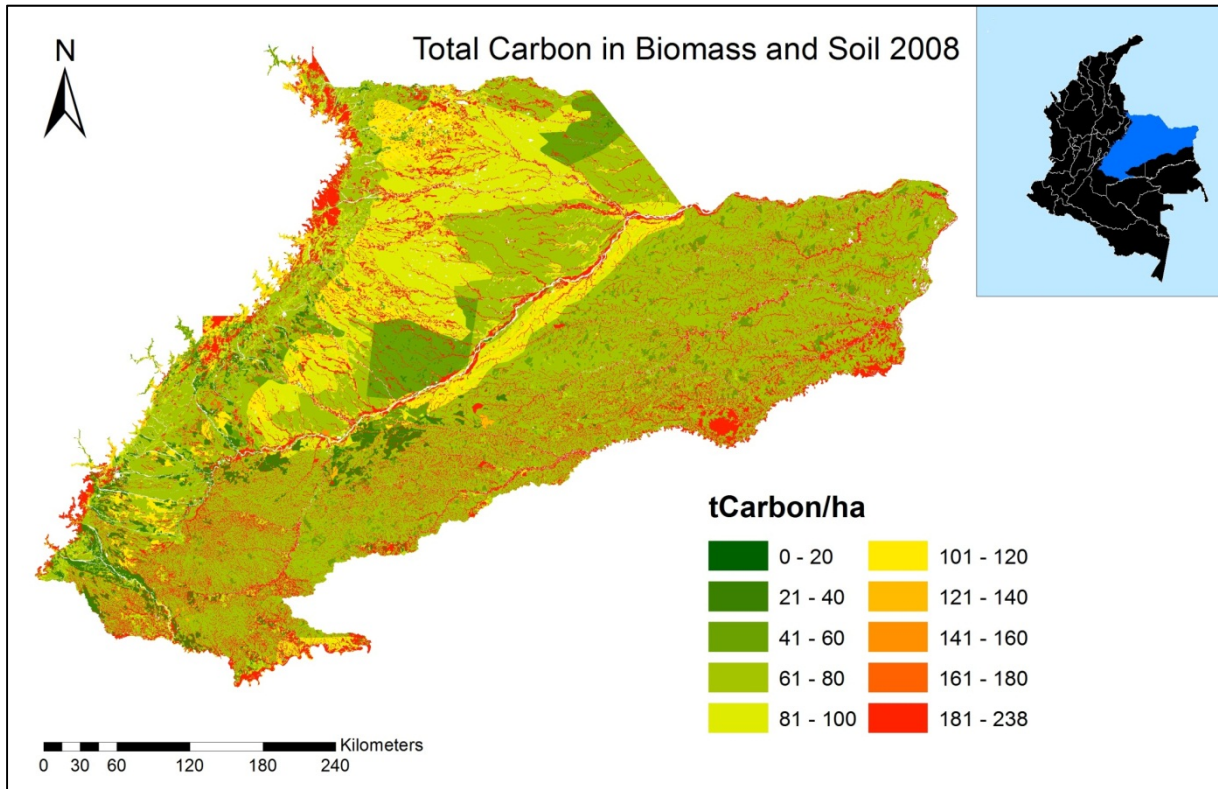 N
Total Carbon in Biomass and Soil 2008
tCarbon/ha
0 - 20
21 - 40
41 - 60
61 - 80
81 - 100
101 - 120
121 - 140
141 - 160
161 - 180
181 - 238
Kilometers
0 30 60 120 180 240